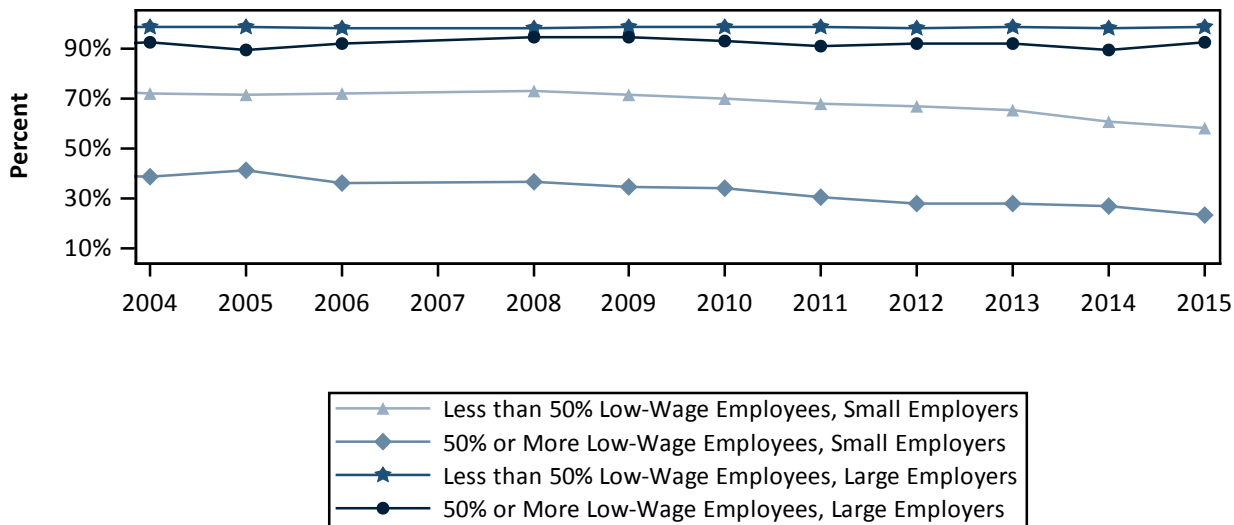 90%
70%
50%
30%
10%
Percent
2004 2005 2006 2007 2008 2009 2010 2011 2012 2013 2014 2015
Less than 50% Low-Wage Employees, Small Employers
50% or More Low-Wage Employees, Small Employers
Less than 50% Low-Wage Employees, Large Employers
50% or More Low-Wage Employees, Large Employers